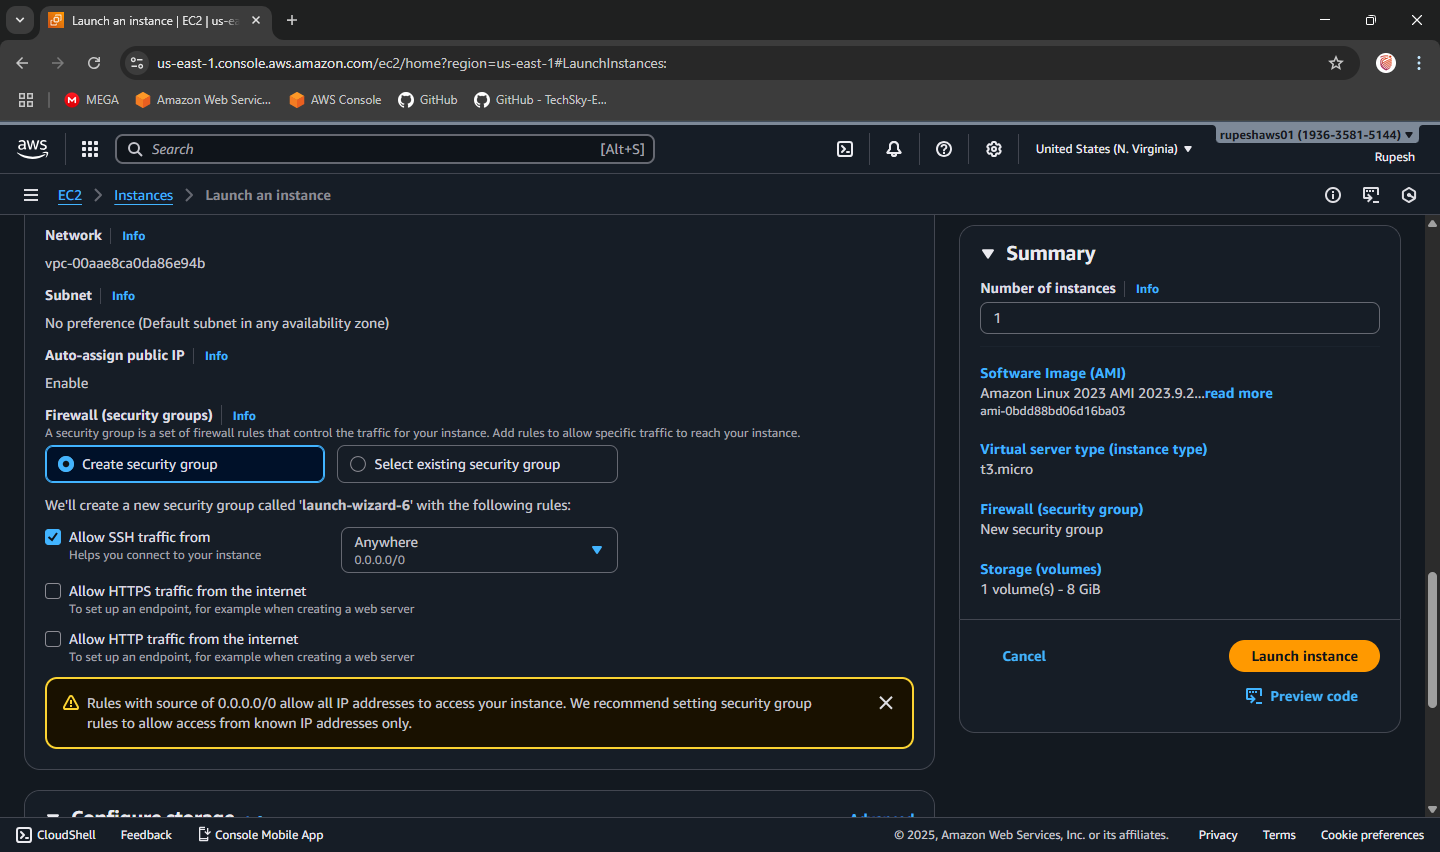 Launch an instance | EC2 | us-ea
us-east-1.console.aws.amazon.com/ec2/home?region=us-east-1#LaunchInstances:
MEGA
Amazon Web Servic...
AWS Console
GitHub
GitHub - TechSky-E...
aws
Search
[Alt+S]
United States (N. Virginia)
rupeshaws01 (1936-3581-5144)
Rupesh
EC2
Instances
Launch an instance
Network
Info
vpc-00aae8ca0da86e94b
Subnet
Info
No preference (Default subnet in any availability zone)
Auto-assign public IP
Info
Enable
Firewall (security groups)
Info
A security group is a set of firewall rules that control the traffic for your instance. Add rules to allow specific traffic to reach your instance.
Create security group
Select existing security group
We'll create a new security group called 'launch-wizard-6' with the following rules:
Allow SSH traffic from
Helps you connect to your instance
Anywhere
0.0.0.0/0
Allow HTTPS traffic from the internet
To set up an endpoint, for example when creating a web server
Allow HTTP traffic from the internet
To set up an endpoint, for example when creating a web server
Rules with source of 0.0.0.0/0 allow all IP addresses to access your instance. We recommend setting security group
rules to allow access from known IP addresses only.
Configure storage
Advanced
Summary
Number of instances
Info
1
Software Image (AMI)
Amazon Linux 2023 AMI 2023.9.2...read more
ami-0bdd88bd06d16ba03
Virtual server type (instance type)
t3.micro
Firewall (security group)
New security group
Storage (volumes)
1 volume(s) - 8 GiB
Cancel
Launch instance
Preview code
CloudShell
Feedback
Console Mobile App
© 2025, Amazon Web Services, Inc. or its affiliates.
Privacy
Terms
Cookie preferences